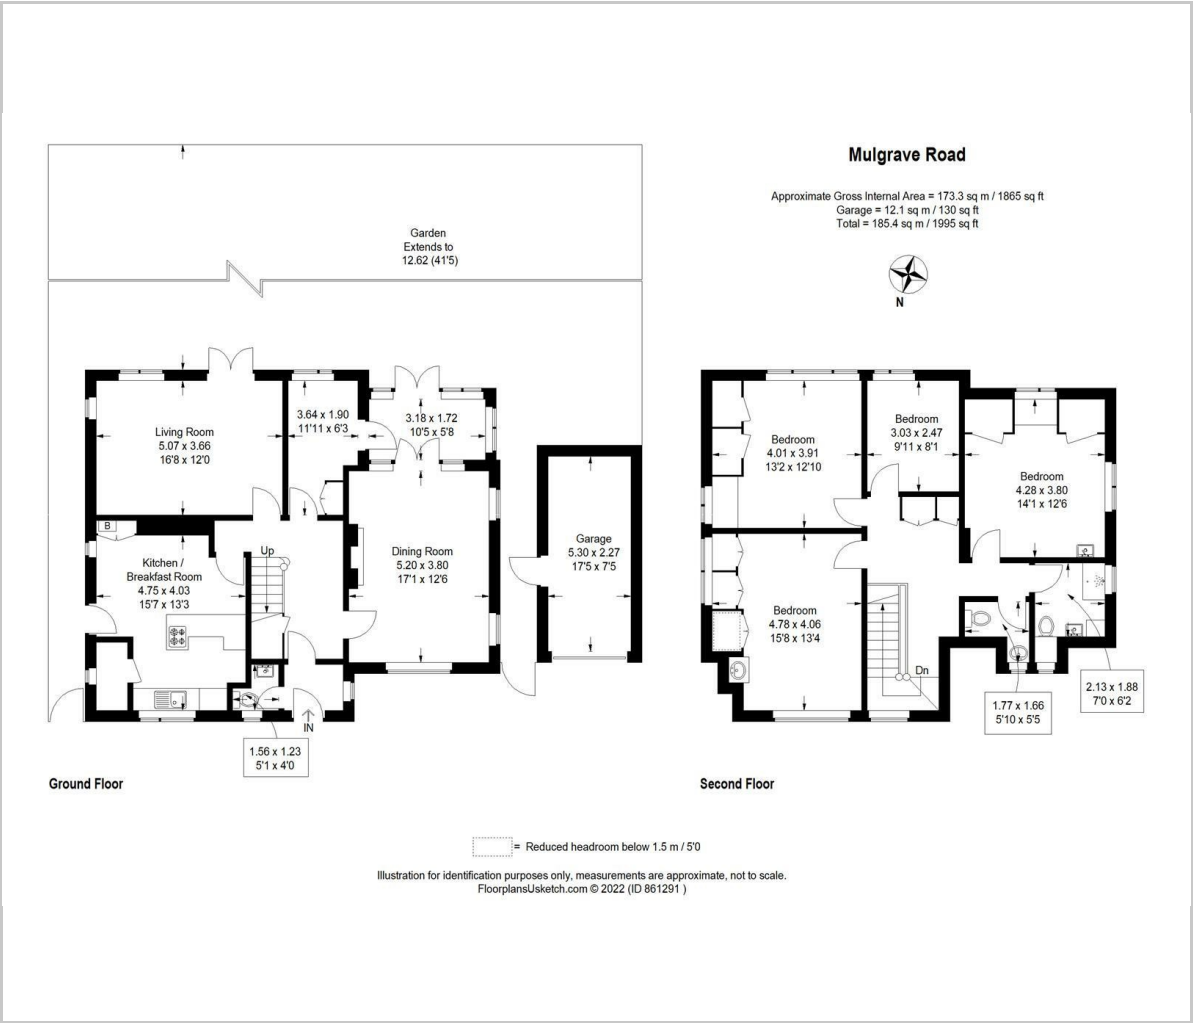 Mulgrave Road
Approximate Gross Internal Area = 173.3 sq m / 1865 sq ft
Garage = 12.1 sq m / 130 sq ft
Total = 185.4 sq m / 1995 sq ft
N
Garden
Extends to
12.62 (41'5)
Living Room
5.07 x 3.66
16'8 x 12'0
3.64 x 1.90
11'11 x 6'3
3.18 x 1.72
10'5 x 5'8
B
Kitchen /
Breakfast Room
4.75 x 4.03
15'7 x 13'3
Up
Dining Room
5.20 x 3.80
17'1 x 12'6
Garage
5.30 x 2.27
17'5 x 7'5
IN
1.56 x 1.23
5'1 x 4'0
Ground Floor
Bedroom
4.01 x 3.91
13'2 x 12'10
Bedroom
3.03 x 2.47
9'11 x 8'1
Bedroom
4.28 x 3.80
14'1 x 12'6
Bedroom
4.78 x 4.06
15'8 x 13'4
Dn
1.77 x 1.66
5'10 x 5'5
2.13 x 1.88
7'0 x 6'2
Second Floor
= Reduced headroom below 1.5 m / 5'0
Illustration for identification purposes only, measurements are approximate, not to scale.
FloorplansUsketch.com © 2022 (ID 861291 )